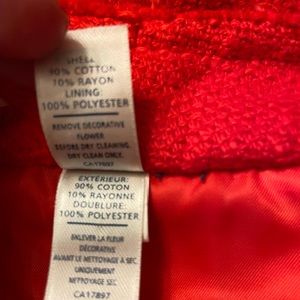 SHELL:
90% COTTON
10% RAYON
LINING:
100% POLYESTER
REMOVE DECORATIVE
FLOWER
BEFORE DRY CLEANING.
DRY CLEAN ONLY.
CA17897
EXTÉRIEUR:
90% COTON
10% RAYONNE
DOUBLURE:
100% POLYESTER
ENLEVER LA FLEUR
DÉCORATIVE
AVANT LE NETTOYAGE A SEC.
UNIQUEMENT
NETTOYAGE A SEC
CA17897